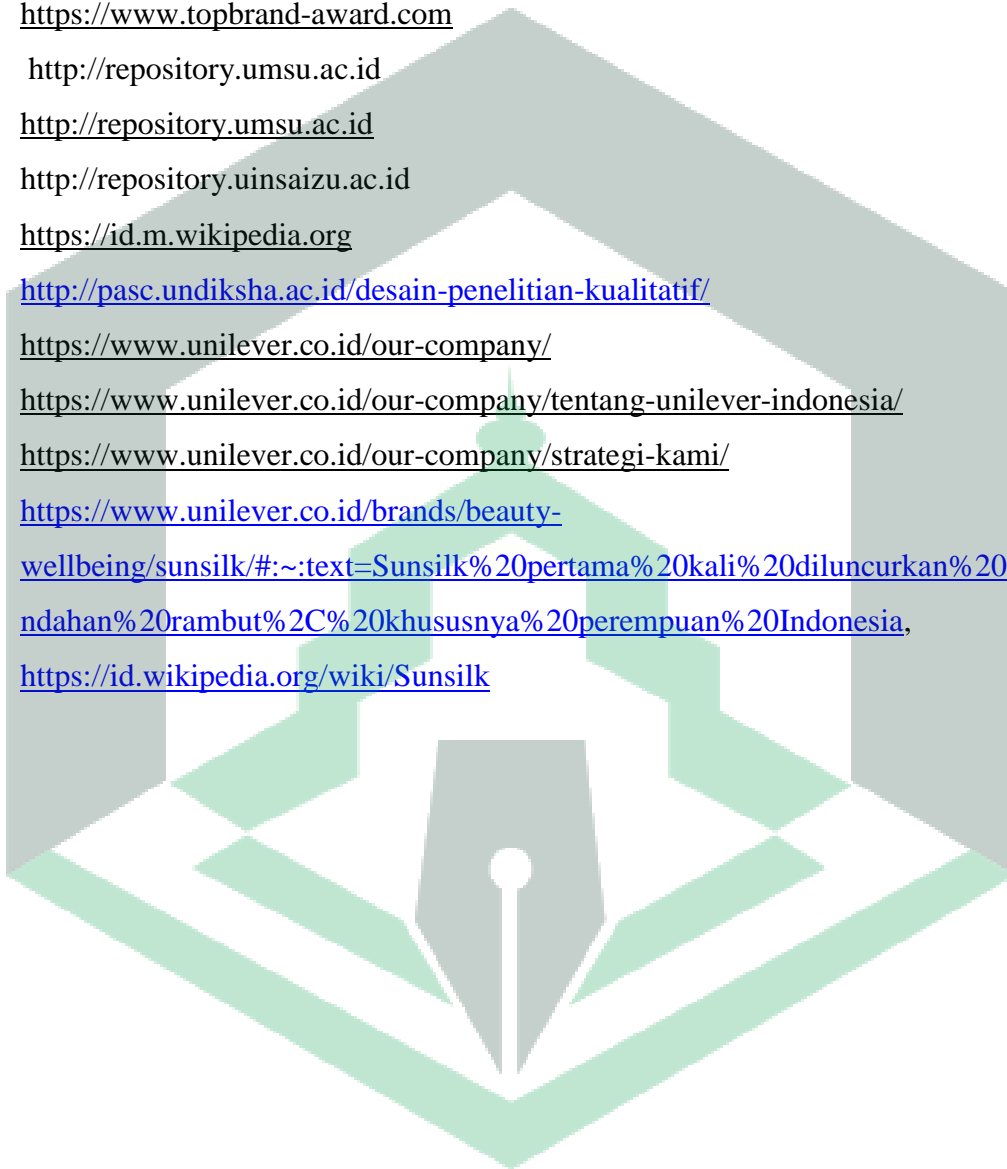 https://www.topbrand-award.com
http://repository.umsu.ac.id
http://repository.umsu.ac.id
http://repository.uinsaizu.ac.id
https://id.m.wikipedia.org
http://pasc.undiksha.ac.id/desain-penelitian-kualitatif/
https://www.unilever.co.id/our-company/
https://www.unilever.co.id/our-company/tentang-unilever-indonesia/
https://www.unilever.co.id/our-company/strategi-kami/
https://www.unilever.co.id/brands/beauty-
wellbeing/sunsilk/#:~:text=Sunsilk%20pertama%20kali%20diluncurkan%20
ndahan%20rambut%2C%20khususnya%20perempuan%20Indonesia,
https://id.wikipedia.org/wiki/Sunsilk